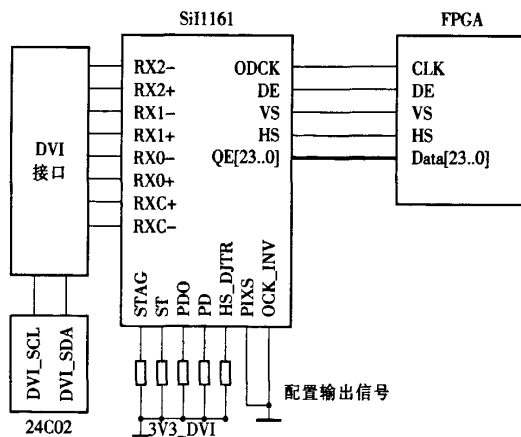 SiI1161
FPGA
DVI
接口
RX2-
RX2+
RX1-
RX1+
RX0-
RX0+
RXC+
RXC-
ODCK
DE
VS
HS
QE[23..0]
CLK
DE
VS
HS
Data[23..0]
STAG
ST
PDO
PD
HS_DJTR
PIXS
OCK_INV
DVI_SCL
DVI_SDA
24C02
3V3_DVI
配置输出信号